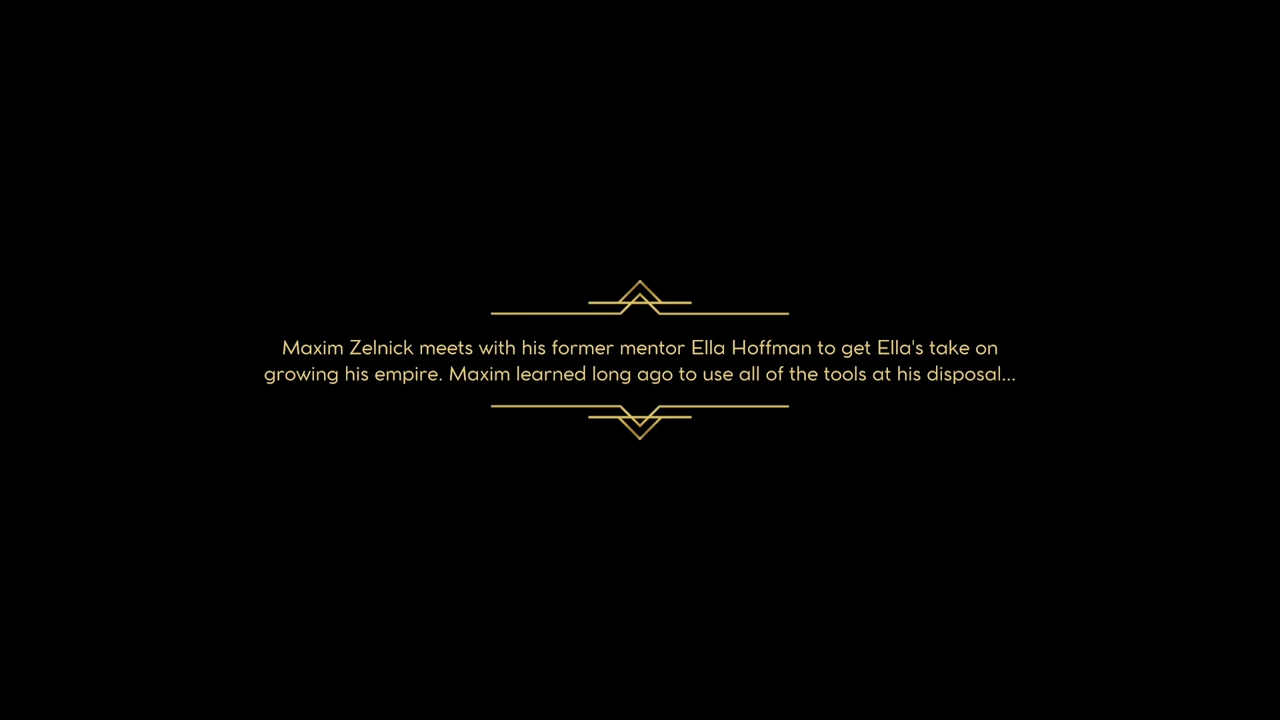 Maxim Zelnick meets with his former mentor Ella Hoffman to get Ella's take on
growing his empire. Maxim learned long ago to use all of the tools at his disposal...